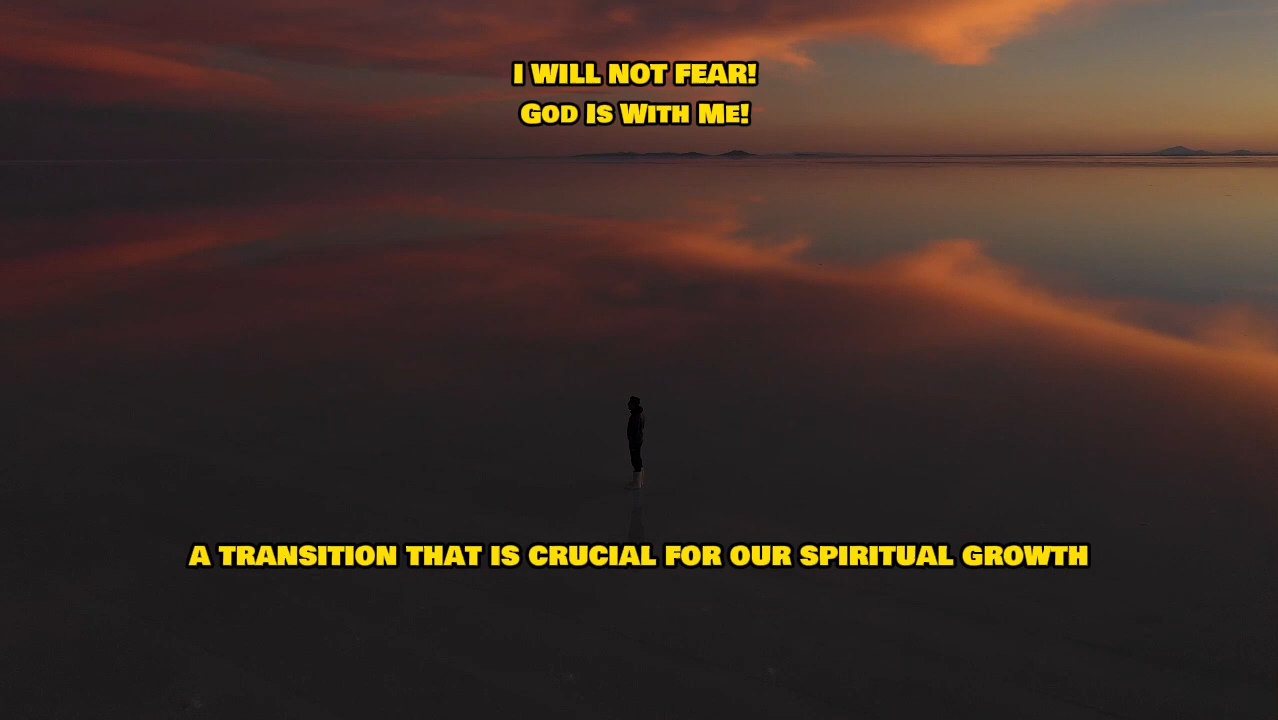 I WILL NOT FEAR!
God Is With Me!
A TRANSITION THAT IS CRUCIAL FOR OUR SPIRITUAL GROWTH